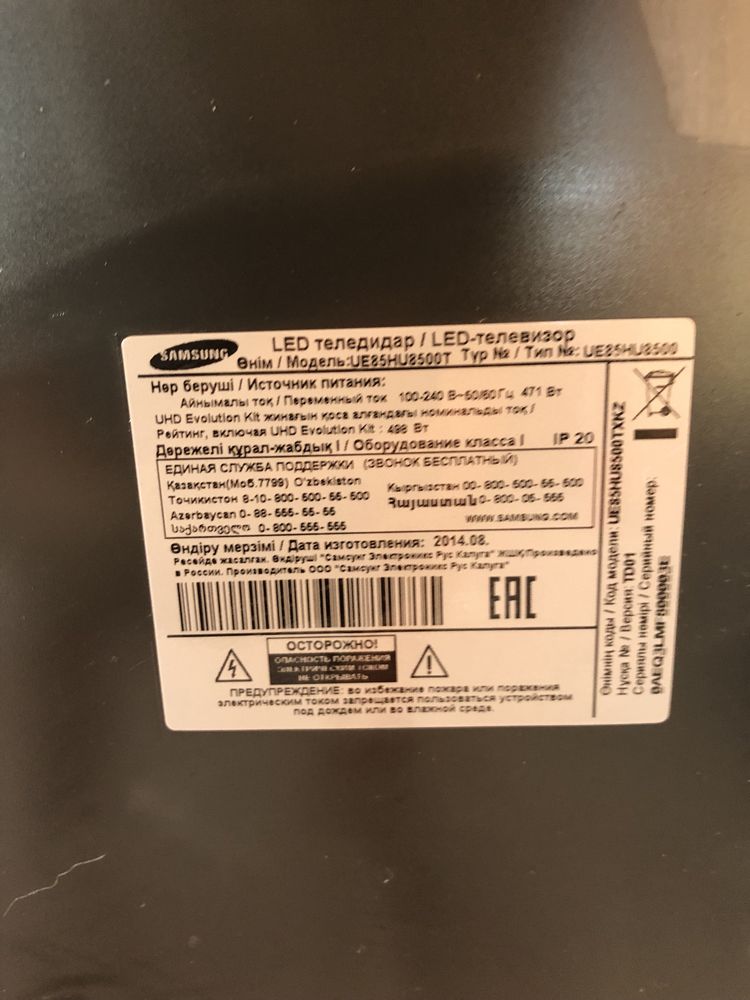 SAMSUNG
LED теледидар / LED-телевизор
Өнім / Модель:UE85HU8500T Тур № / Тип №: UE85HU8500
Нәр беруші / Источник питания:
Айнымалы ток / Переменный ток 100-240 В~50/60Гц 471 Вт
UHD Evolution Kit жинағын қоса алғандағы номинальды тоқ /
Рейтинг, включая UHD Evolution Kit : 498 Вт
Дәрежелі құрал-жабдық I / Оборудование класса I IP 20
ЕДИНАЯ СЛУЖБА ПОДДЕРЖКИ (ЗВОНОК БЕСПЛАТНЫЙ)
Қазақстан(Моб.7799) O'zbekiston
Кыргызстан 00-800-500-55-500
Тоҷикистон 8-10-800-500-55-500
Հայաստան 0-800-05-555
Azərbaycan 0-88-555-55-55
საქართველო 0-800-555-555
WWW.SAMSUNG.COM
Өндіру мерзімі / Дата изготовления: 2014.08.
Ресейде жасалған. Өндіруші "Самсунг Электроникс Рус Калуга" ЖШҚ/Произведено
в России. Производитель ООО "Самсунг Электроникс Рус Калуга"
EAC
ОСТОРОЖНО!
ОПАСНОСТЬ ПОРАЖЕНИЯ
ЭЛЕКТРИЧЕСКИМ ТОКОМ
НЕ ОТКРЫВАТЬ
ПРЕДУПРЕЖДЕНИЕ: во избежание пожара или поражения
электрическим током запрещается пользоваться устройством
под дождем или во влажной среде.
Өнімнің коды / Код модели: UE85HU8500TXKZ
Нұсқа № / Версия: TD01
Сериялы нөмірі / Серийный номер: